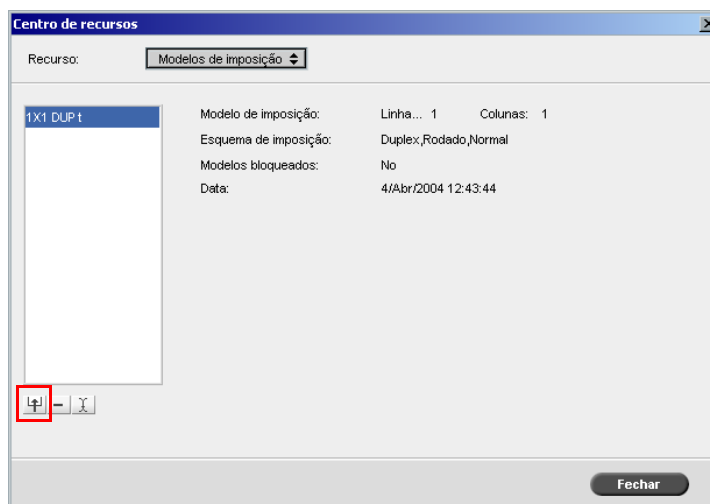 Centro de recursos
Recurso: Modelos de imposição
1X1 DUP t
Modelo de imposição: Linha... 1 Colunas: 1
Esquema de imposição: Duplex,Rodado,Normal
Modelos bloqueados: No
Data: 4/Abr/2004 12:43:44
Fechar